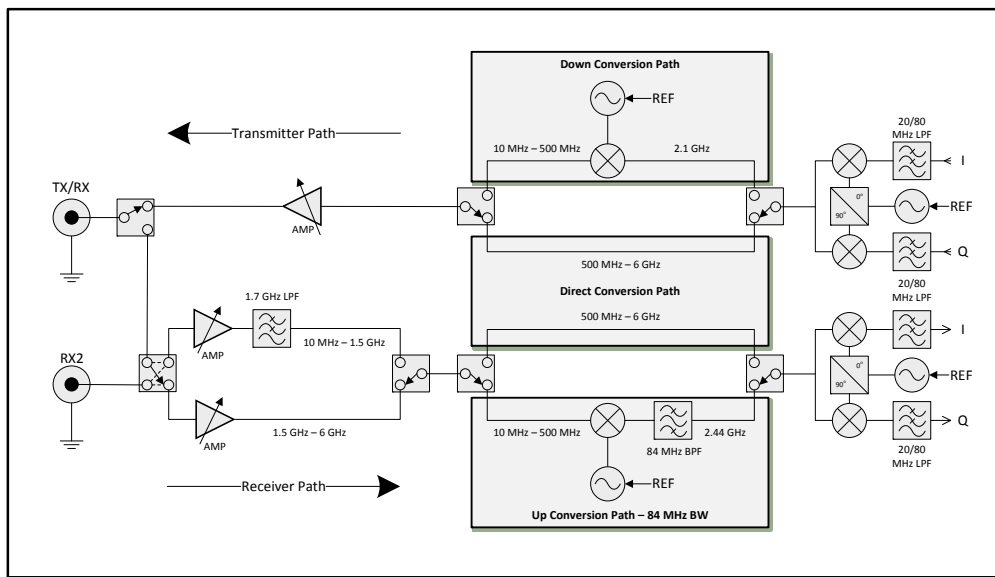 Down Conversion Path
REF
10 MHz – 500 MHz
2.1 GHz
Transmitter Path
TX/RX
AMP
20/80
MHz LPF
I
0°
90°
REF
Q
20/80
MHz LPF
500 MHz – 6 GHz
Direct Conversion Path
500 MHz – 6 GHz
1.7 GHz LPF
AMP
10 MHz – 1.5 GHz
RX2
AMP
1.5 GHz – 6 GHz
Receiver Path
10 MHz – 500 MHz
84 MHz BPF
2.44 GHz
REF
Up Conversion Path – 84 MHz BW
I
0°
90°
REF
Q
20/80
MHz LPF